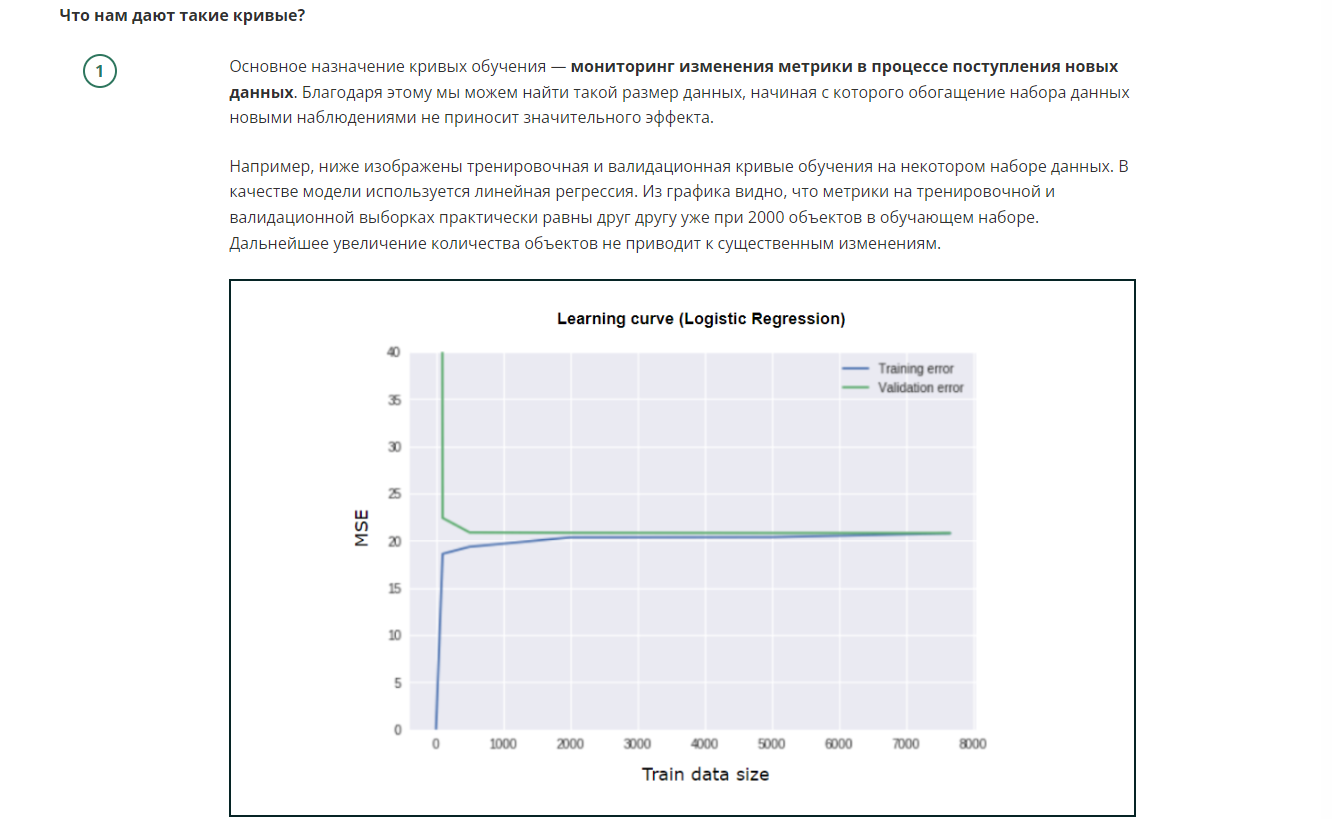 Что нам дают такие кривые?
1
Основное назначение кривых обучения — мониторинг изменения метрики в процессе поступления новых
данных. Благодаря этому мы можем найти такой размер данных, начиная с которого обогащение набора данных
новыми наблюдениями не приносит значительного эффекта.
Например, ниже изображены тренировочная и валидационная кривые обучения на некотором наборе данных. В
качестве модели используется линейная регрессия. Из графика видно, что метрики на тренировочной и
валидационной выборках практически равны друг другу уже при 2000 объектов в обучающем наборе.
Дальнейшее увеличение количества объектов не приводит к существенным изменениям.
Learning curve (Logistic Regression)
Training error
Validation error
MSE
40
35
30
25
20
15
10
5
0
0 1000 2000 3000 4000 5000 6000 7000 8000
Train data size